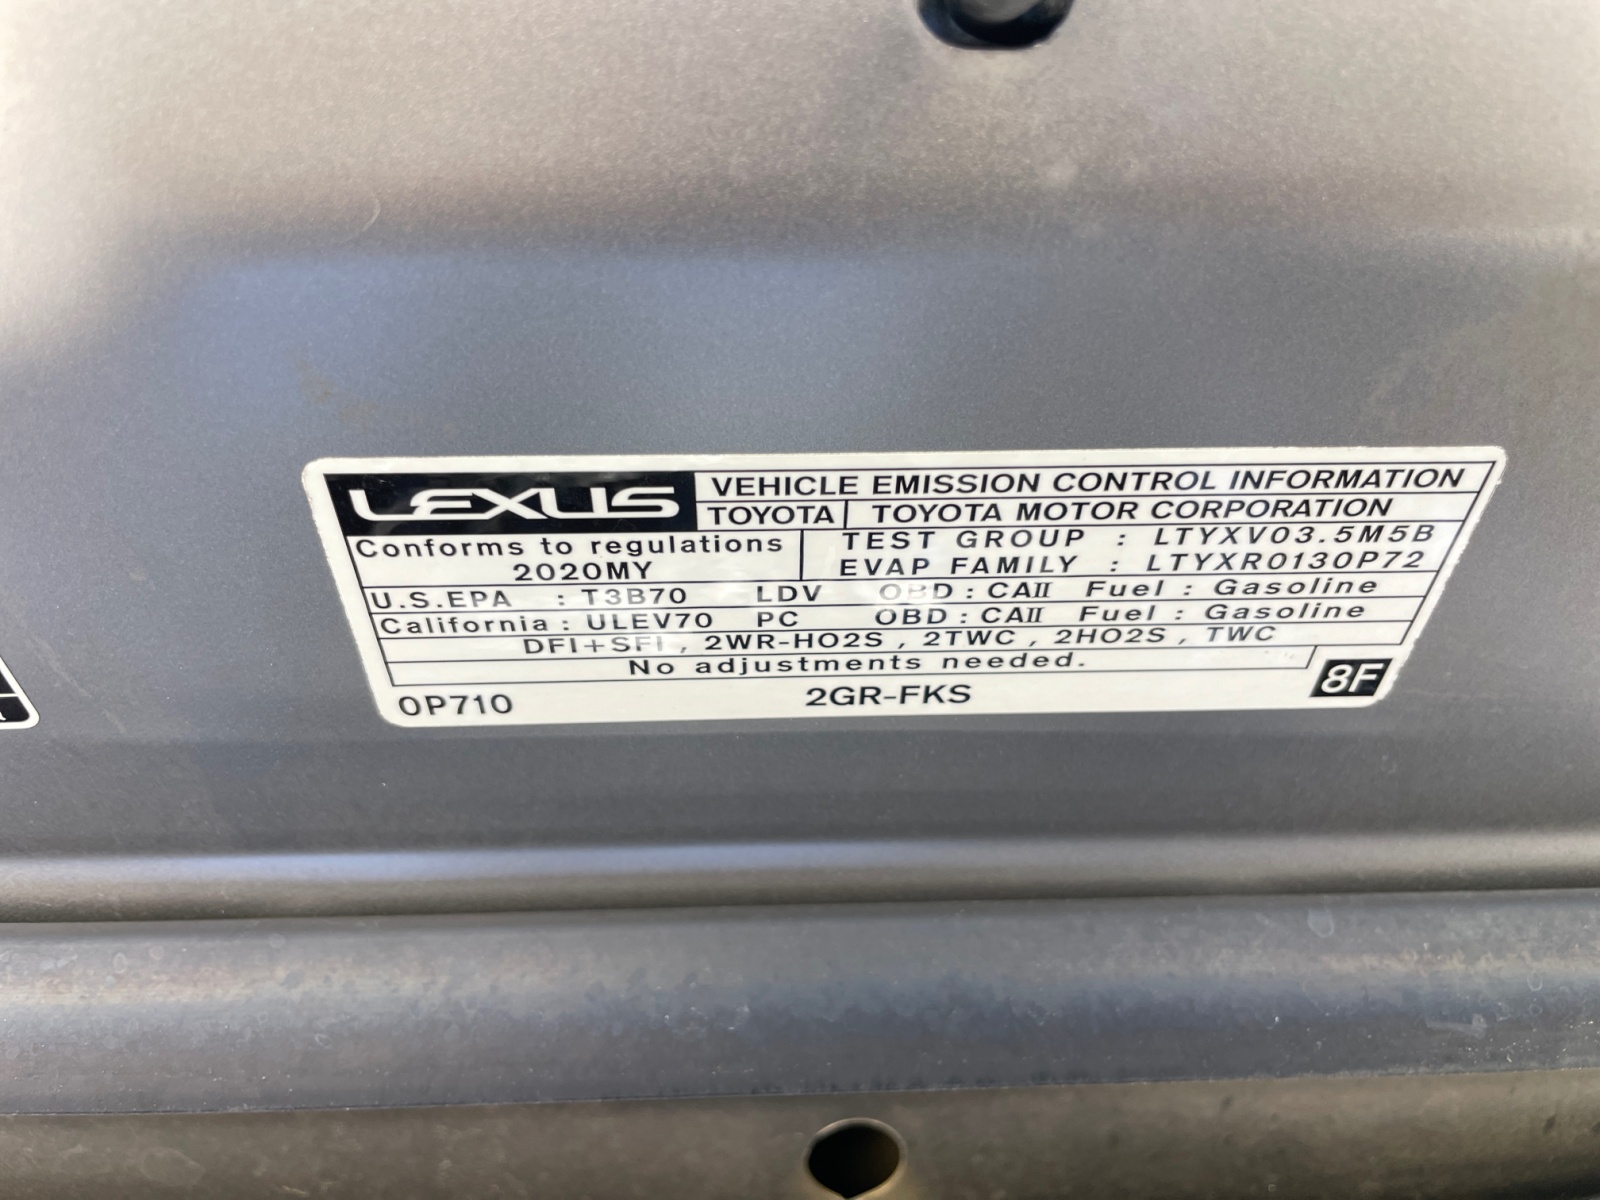 LEXUS
VEHICLE EMISSION CONTROL INFORMATION
TOYOTA TOYOTA MOTOR CORPORATION
Conforms to regulations
2020MY
TEST GROUP : LTYXV03.5M5B
EVAP FAMILY : LTYXR0130P72
U.S.EPA : T3B70 LDV OBD : CAII Fuel : Gasoline
California : ULEV70 PC OBD : CAII Fuel : Gasoline
DFI+SFI , 2WR-HO2S , 2TWC , 2HO2S , TWC
No adjustments needed.
0P710 2GR-FKS 8F